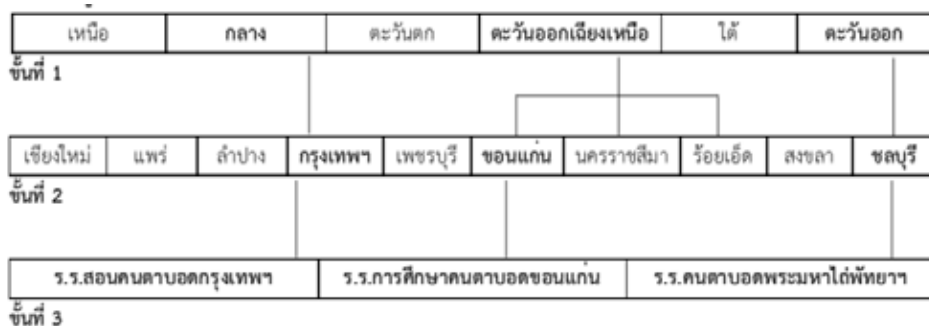 เหนือ กลาง ตะวันตก ตะวันออกเฉียงเหนือ ใต้ ตะวันออก
ขั้นที่ 1
เชียงใหม่ แพร่ ลำปาง กรุงเทพฯ เพชรบุรี ขอนแก่น นครราชสีมา ร้อยเอ็ด สงขลา ชลบุรี
ขั้นที่ 2
ร.ร.สอนคนตาบอดกรุงเทพฯ ร.ร.การศึกษาคนตาบอดขอนแก่น ร.ร.คนตาบอดพระมหาไถ่พัทยาฯ
ขั้นที่ 3